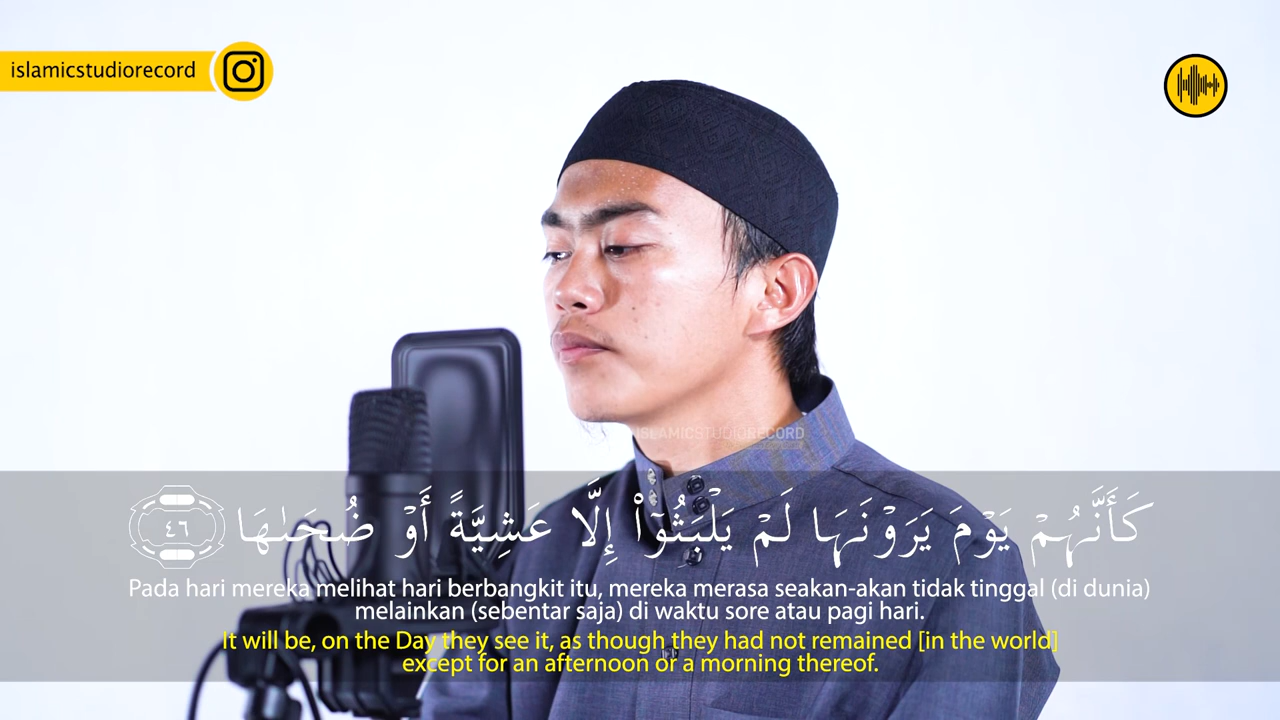 islamicstudiorecord
ISLAMICSTUDIORECORD
كَأَنَّهُمْ يَوْمَ يَرَوْنَهَا لَمْ يَلْبَثُوٓا۟ إِلَّا عَشِيَّةً أَوْ ضُحَىٰهَا ٤٦
Pada hari mereka melihat hari berbangkit itu, mereka merasa seakan-akan tidak tinggal (di dunia)
melainkan (sebentar saja) di waktu sore atau pagi hari.
It will be, on the Day they see it, as though they had not remained [in the world]
except for an afternoon or a morning thereof.